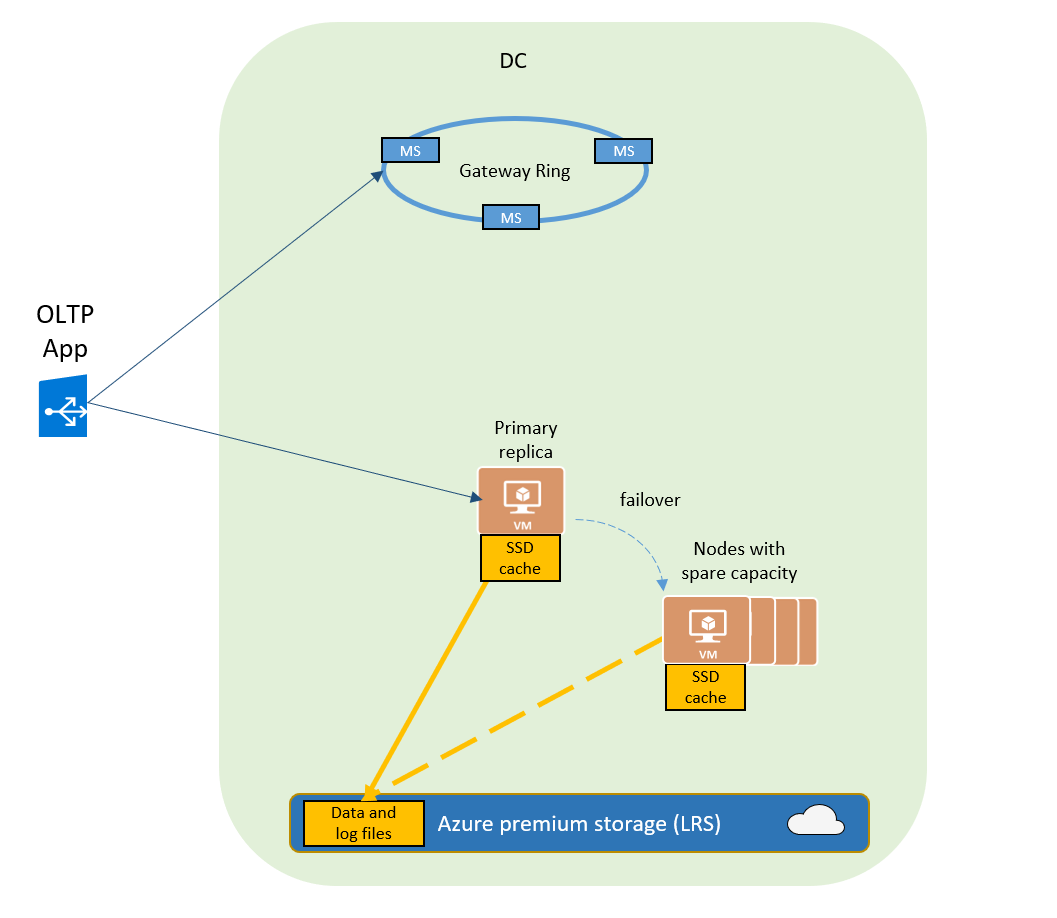 DC
MS
MS
Gateway Ring
MS
OLTP
App
Primary
replica
VM
SSD
cache
failover
Nodes with
spare capacity
VM
SSD
cache
Data and
log files
Azure premium storage (LRS)